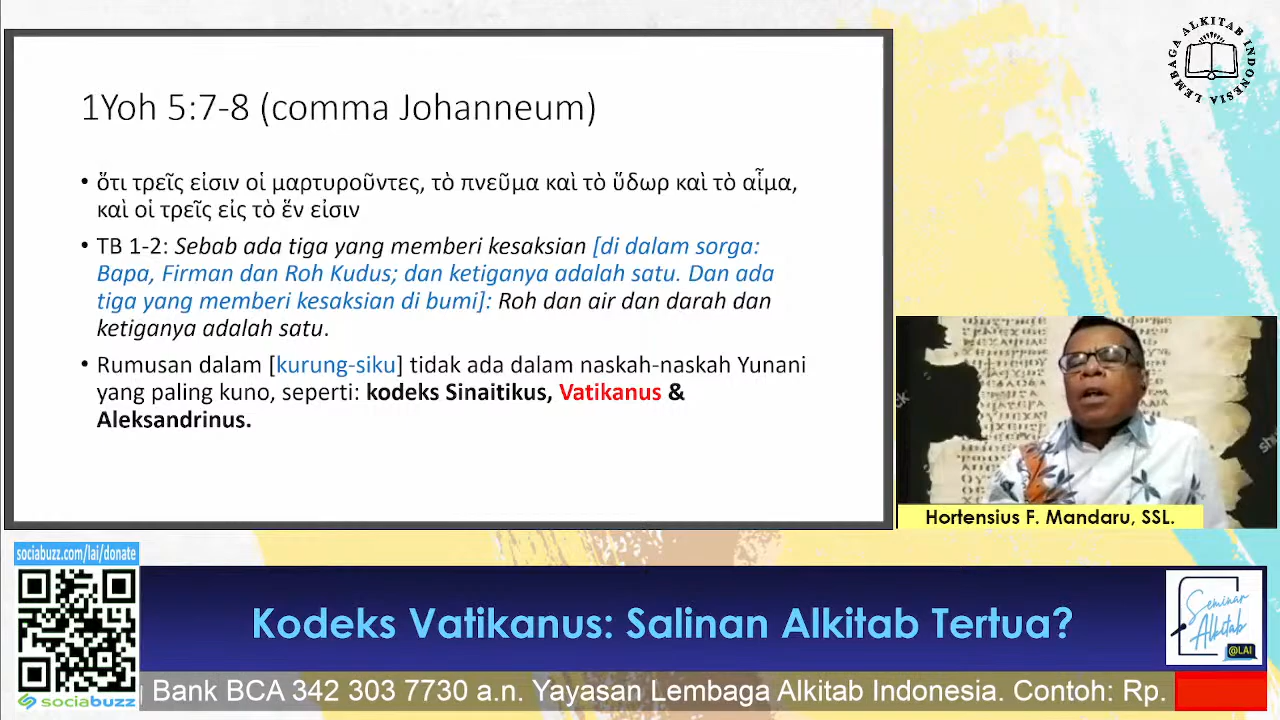 1Yoh 5:7-8 (comma Johanneum)
• ὅτι τρεῖς εἰσιν οἱ μαρτυροῦντες, τὸ πνεῦμα καὶ τὸ ὕδωρ καὶ τὸ αἷμα,
καὶ οἱ τρεῖς εἰς τὸ ἕν εἰσιν
• TB 1-2: Sebab ada tiga yang memberi kesaksian [di dalam sorga:
Bapa, Firman dan Roh Kudus; dan ketiganya adalah satu. Dan ada
tiga yang memberi kesaksian di bumi]: Roh dan air dan darah dan
ketiganya adalah satu.
• Rumusan dalam [kurung-siku] tidak ada dalam naskah-naskah Yunani
yang paling kuno, seperti: kodeks Sinaitikus, Vatikanus &
Aleksandrinus.
LEMBAGA ALKITAB INDONESIA
Hortensius F. Mandaru, SSL.
sociabuzz.com/lai/donate
sociabuzz
Kodeks Vatikanus: Salinan Alkitab Tertua?
Seminar
Alkitab
@LAI
Bank BCA 342 303 7730 a.n. Yayasan Lembaga Alkitab Indonesia. Contoh: Rp.